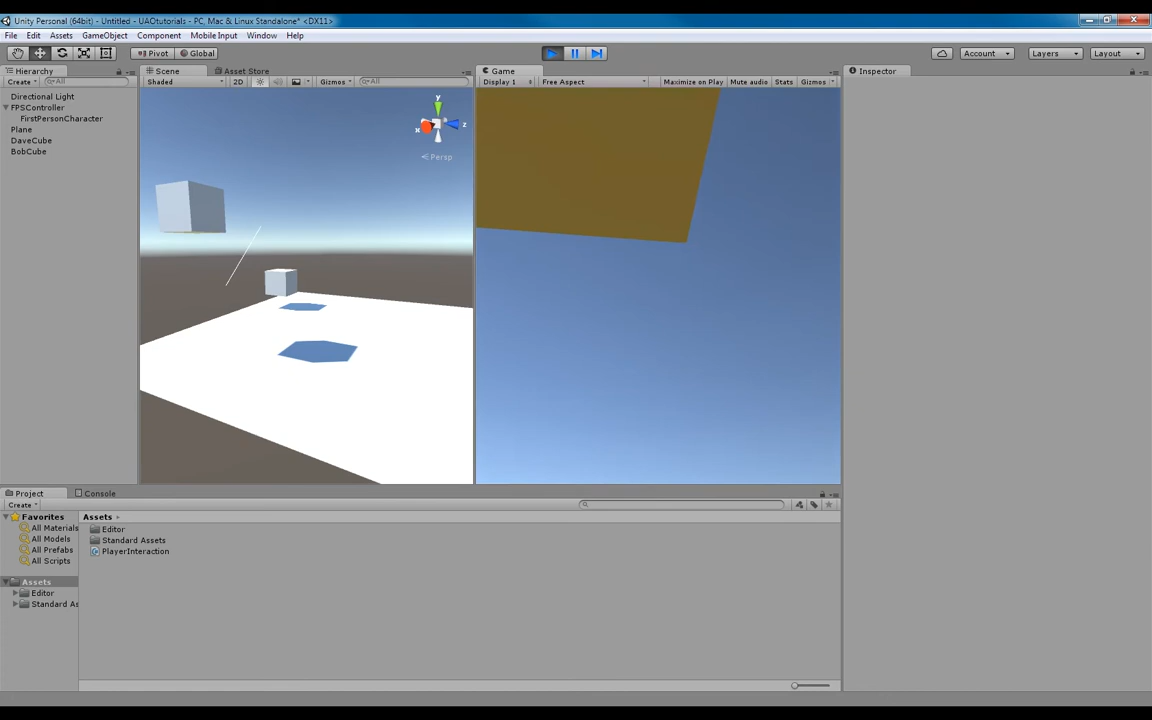 Unity Personal (64bit) - Untitled - UAOtutorials - PC, Mac & Linux Standalone* <DX11>
File Edit Assets GameObject Component Mobile Input Window Help
Pivot Global Account Layers Layout
Hierarchy
Create All
Directional Light
FPSController
FirstPersonCharacter
Plane
DaveCube
BobCube
Scene Asset Store
Shaded 2D Gizmos All
y
x z
Persp
Game
Display 1 Free Aspect Maximize on Play Mute audio Stats Gizmos
Inspector
Project Console
Create
Favorites
All Materials
All Models
All Prefabs
All Scripts
Assets
Editor
Standard As
Assets
Editor
Standard Assets
PlayerInteraction